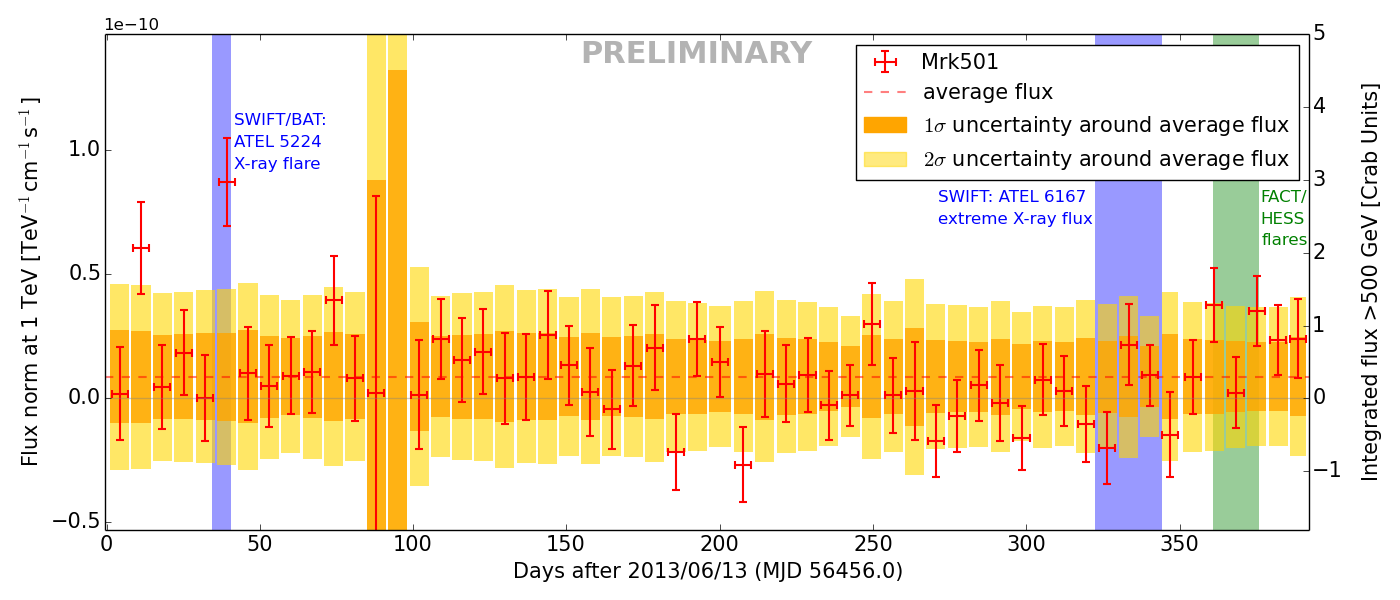 1e−10
PRELIMINARY
5
4
3
2
1
0
−1
1.0
0.5
0.0
−0.5
Flux norm at 1 TeV [TeV⁻¹cm⁻¹s⁻¹]
Integrated flux >500 GeV [Crab Units]
SWIFT/BAT:
ATEL 5224
X-ray flare
Mrk501
average flux
1σ uncertainty around average flux
2σ uncertainty around average flux
SWIFT: ATEL 6167
extreme X-ray flux
FACT/
HESS
flares
0 50 100 150 200 250 300 350
Days after 2013/06/13 (MJD 56456.0)